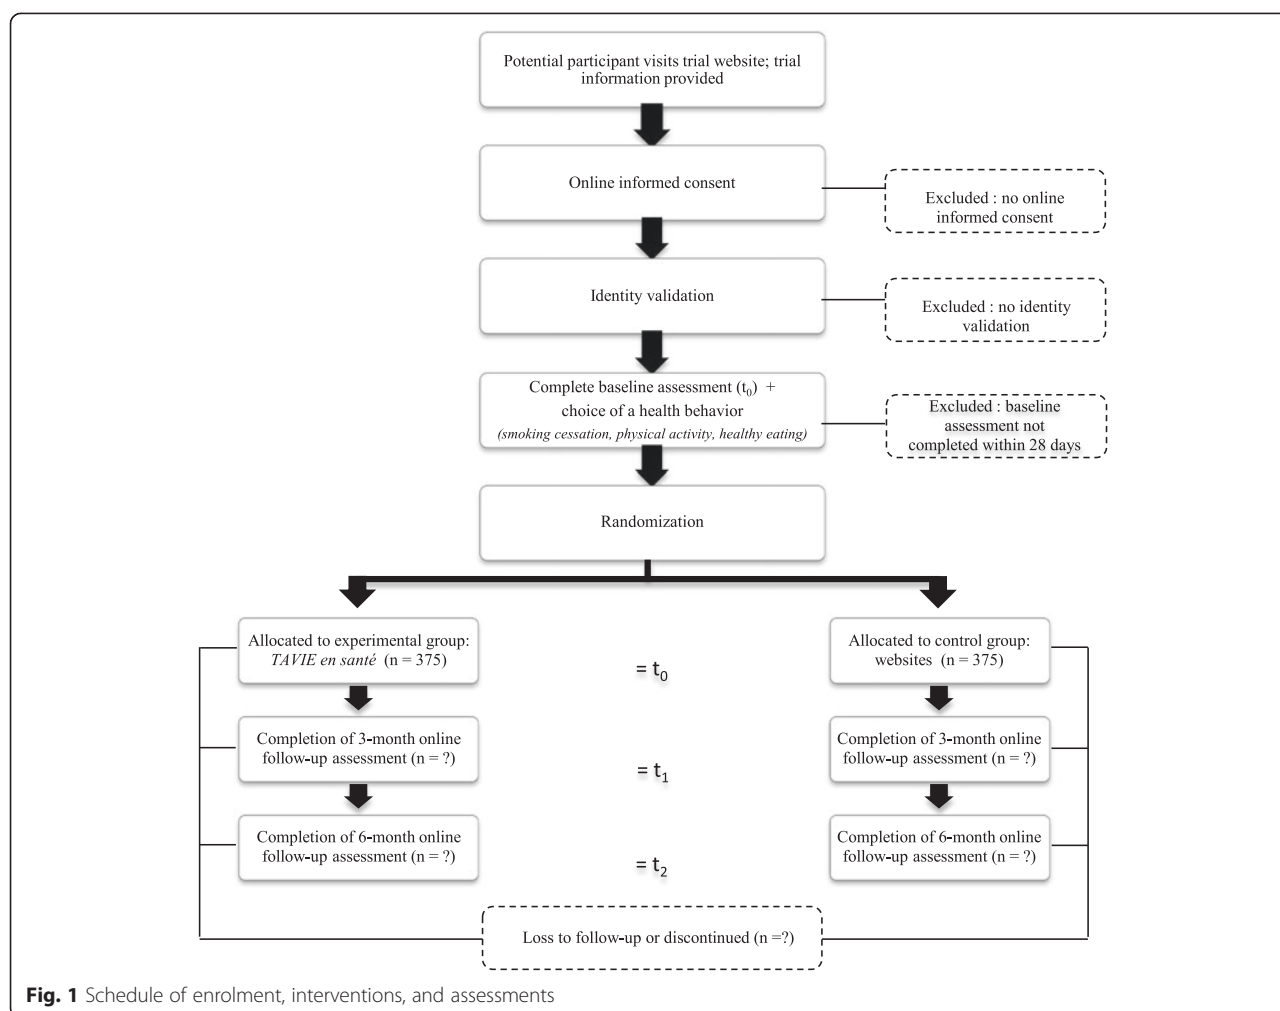 Potential participant visits trial website; trial
information provided
Online informed consent
Excluded : no online
informed consent
Identity validation
Excluded : no identity
validation
Complete baseline assessment (t0) +
choice of a health behavior
(smoking cessation, physical activity, healthy eating)
Excluded : baseline
assessment not
completed within 28 days
Randomization
Allocated to experimental group:
TAVIE en santé (n = 375)
= t0
Allocated to control group:
websites (n = 375)
Completion of 3-month online
follow-up assessment (n = ?)
= t1
Completion of 3-month online
follow-up assessment (n = ?)
Completion of 6-month online
follow-up assessment (n = ?)
= t2
Completion of 6-month online
follow-up assessment (n = ?)
Loss to follow-up or discontinued (n =?)
Fig. 1 Schedule of enrolment, interventions, and assessments